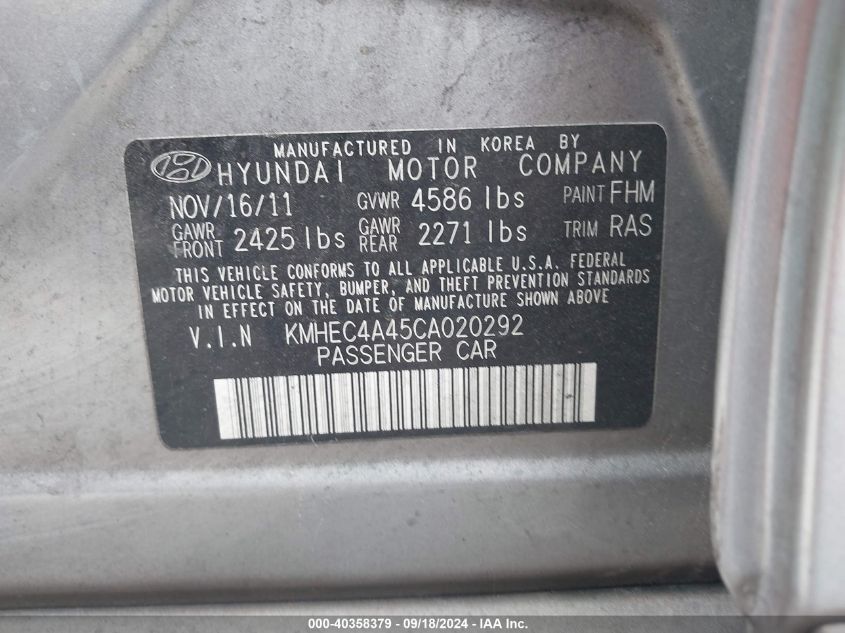 MANUFACTURED IN KOREA BY
HYUNDAI MOTOR COMPANY
NOV/16/11 GVWR 4586 lbs PAINT FHM
GAWR FRONT 2425 lbs GAWR REAR 2271 lbs TRIM RAS
THIS VEHICLE CONFORMS TO ALL APPLICABLE U.S.A. FEDERAL
MOTOR VEHICLE SAFETY, BUMPER, AND THEFT PREVENTION STANDARDS
IN EFFECT ON THE DATE OF MANUFACTURE SHOWN ABOVE
V.I.N KMHEC4A45CA020292
PASSENGER CAR
000-40358379 - 09/18/2024 - IAA Inc.